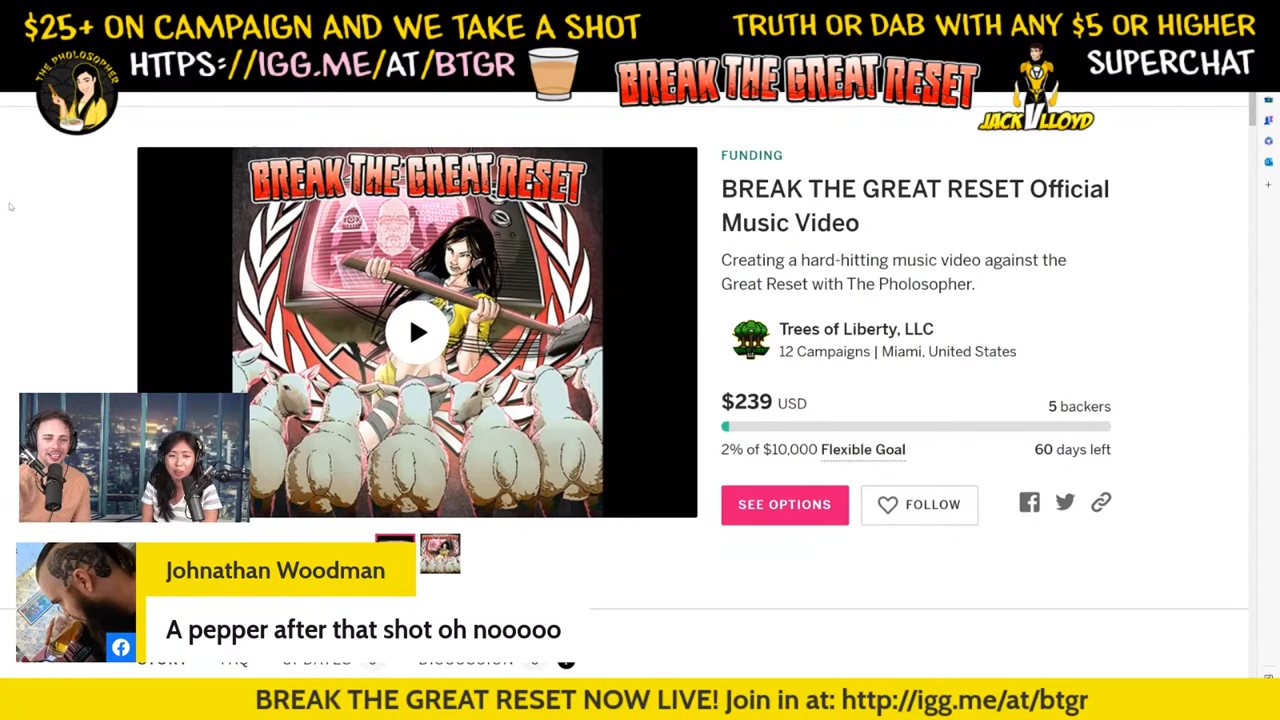 $25+ ON CAMPAIGN AND WE TAKE A SHOT
HTTPS://IGG.ME/AT/BTGR
THE PHOLOSOPHER
BREAK THE GREAT RESET
TRUTH OR DAB WITH ANY $5 OR HIGHER
SUPERCHAT
JACK V LLOYD
BREAK THE GREAT RESET
WORLD
ECONOMIC
FORUM
FUNDING
BREAK THE GREAT RESET Official
Music Video
Creating a hard-hitting music video against the
Great Reset with The Pholosopher.
Trees of Liberty, LLC
12 Campaigns | Miami, United States
$239 USD
5 backers
2% of $10,000 Flexible Goal
60 days left
SEE OPTIONS
FOLLOW
Johnathan Woodman
A pepper after that shot oh nooooo
BREAK THE GREAT RESET NOW LIVE! Join in at: http://igg.me/at/btgr